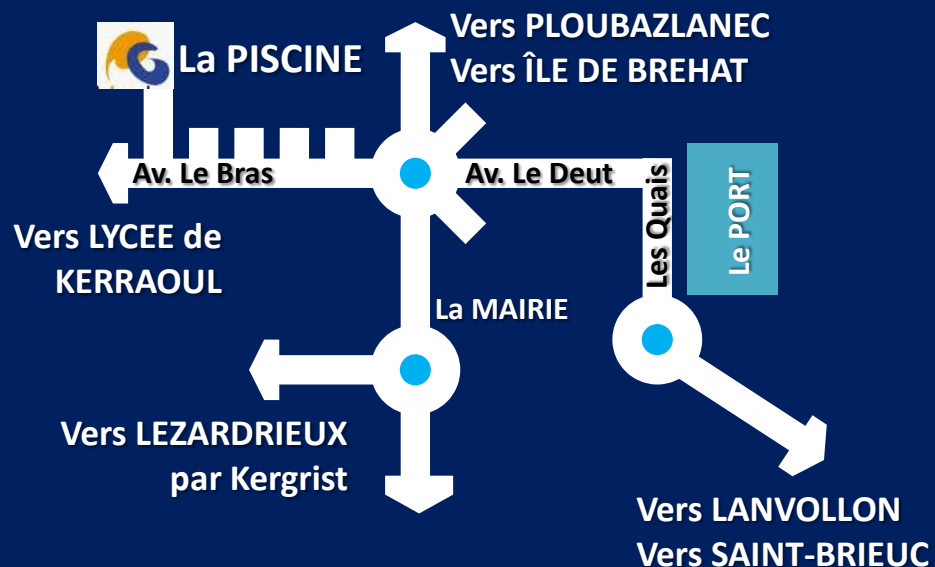 La PISCINE
Vers PLOUBAZLANEC
Vers ÎLE DE BREHAT
Av. Le Bras
Av. Le Deut
Les Quais
Le PORT
Vers LYCEE de
KERRAOUL
La MAIRIE
Vers LEZARDRIEUX
par Kergrist
Vers LANVOLLON
Vers SAINT-BRIEUC